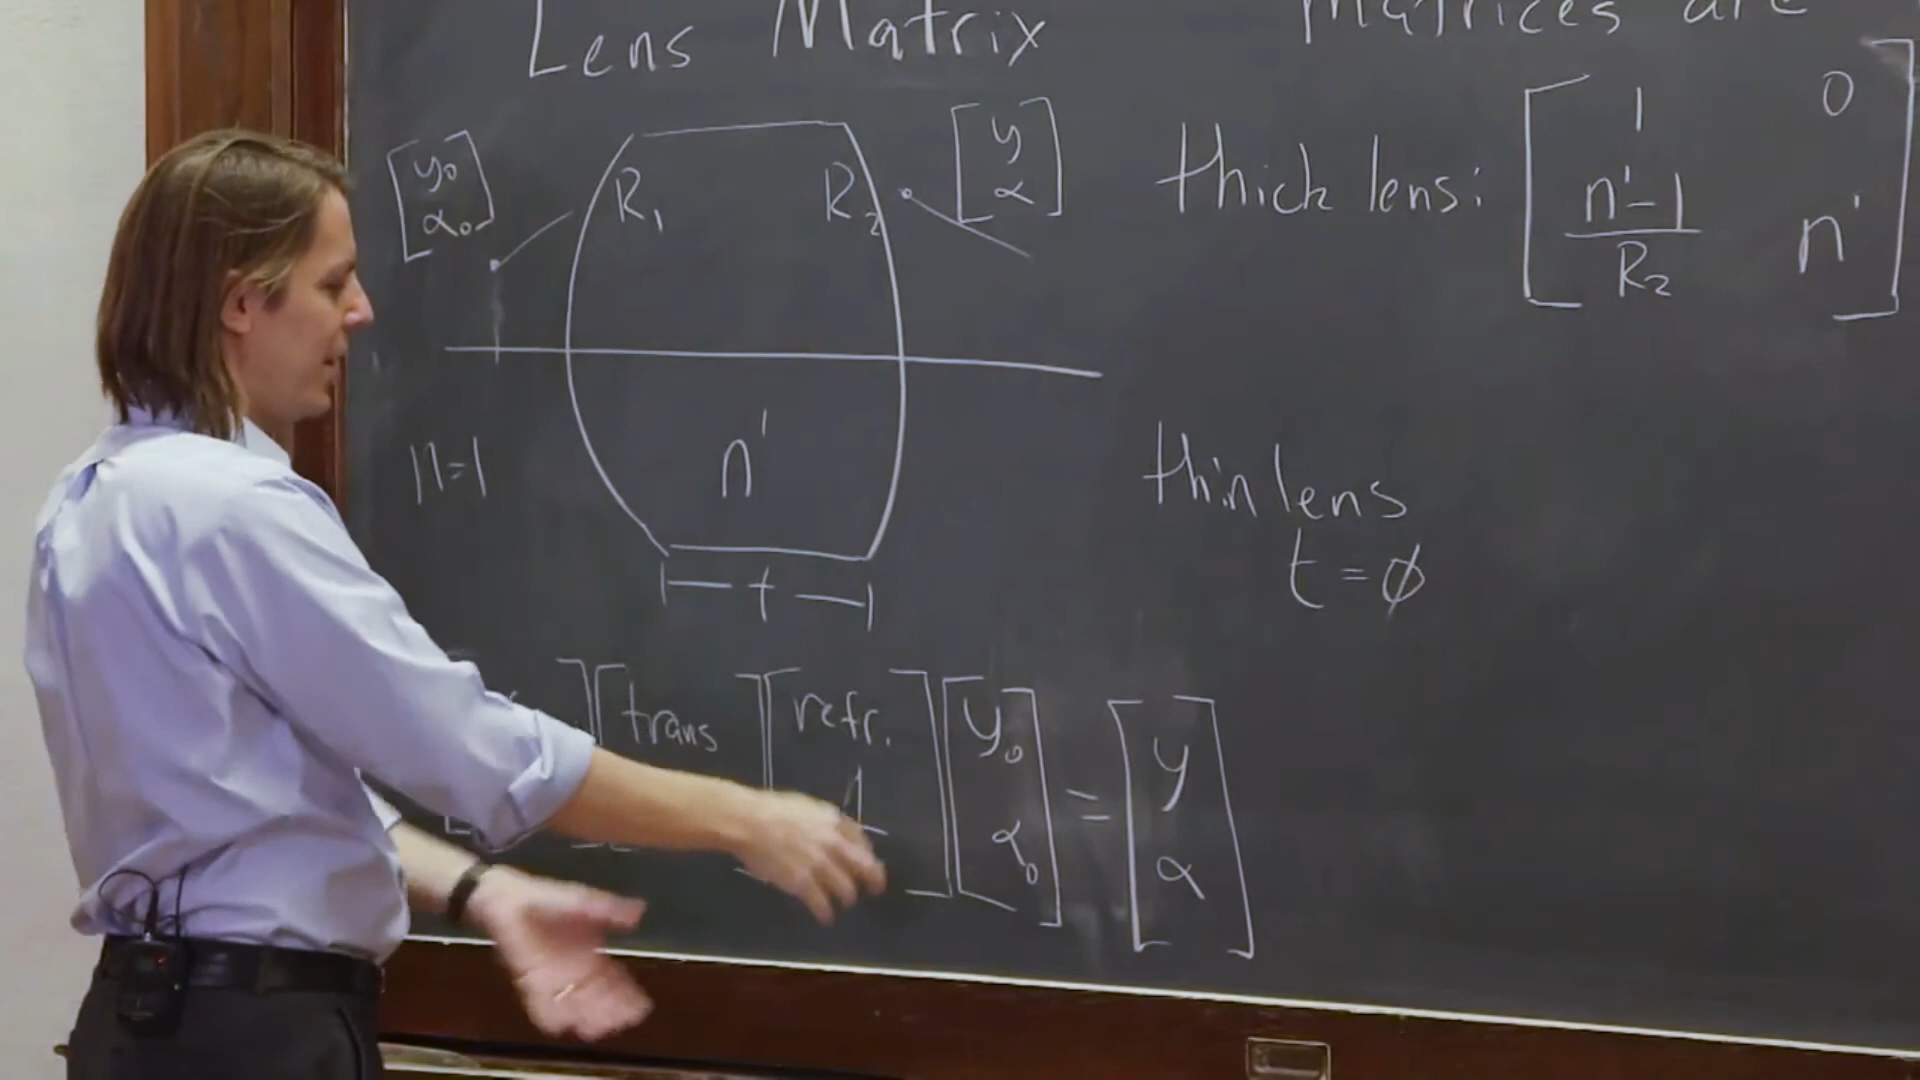 Lens Matrix
matrices are
[y₀ α₀]
R₁
R₂
[y α]
n=1
n'
t
thick lens: [1 0
n'-1/R₂ n']
thin lens
t = ∅
[trans] [refr. 1] [y₀ α₀] = [y α]